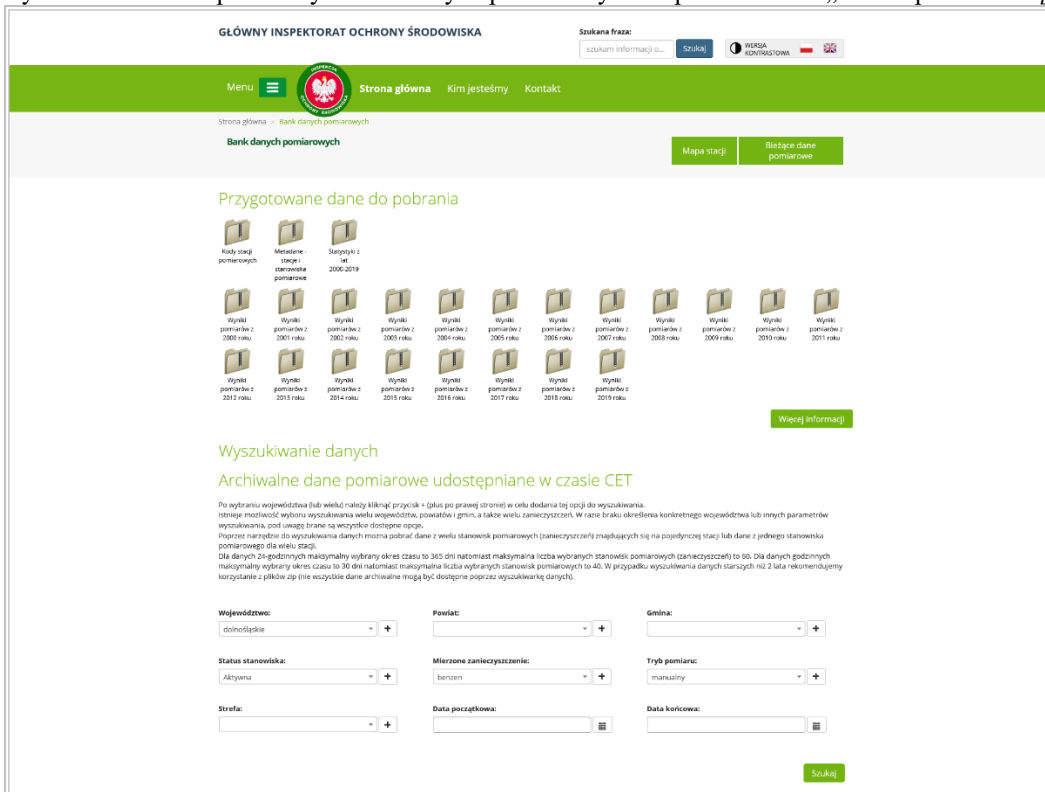 GŁÓWNY INSPEKTORAT OCHRONY ŚRODOWISKA
Szukana fraza:
szukam informacji o...
Szukaj
WERSJA
KONTRASTOWA
Menu
INSPEKCJA
OCHRONY ŚRODOWISKA
Strona główna
Kim jesteśmy
Kontakt
Strona główna » Bank danych pomiarowych
Bank danych pomiarowych
Mapa stacji
Bieżące dane
pomiarowe
Przygotowane dane do pobrania
Kody stacji
pomiarowych
Metadane -
stacje i
stanowiska
pomiarowe
Statystyki z
lat
2000-2019
Wyniki
pomiarów z
2000 roku
Wyniki
pomiarów z
2001 roku
Wyniki
pomiarów z
2002 roku
Wyniki
pomiarów z
2003 roku
Wyniki
pomiarów z
2004 roku
Wyniki
pomiarów z
2005 roku
Wyniki
pomiarów z
2006 roku
Wyniki
pomiarów z
2007 roku
Wyniki
pomiarów z
2008 roku
Wyniki
pomiarów z
2009 roku
Wyniki
pomiarów z
2010 roku
Wyniki
pomiarów z
2011 roku
Wyniki
pomiarów z
2012 roku
Wyniki
pomiarów z
2013 roku
Wyniki
pomiarów z
2014 roku
Wyniki
pomiarów z
2015 roku
Wyniki
pomiarów z
2016 roku
Wyniki
pomiarów z
2017 roku
Wyniki
pomiarów z
2018 roku
Wyniki
pomiarów z
2019 roku
Więcej informacji
Wyszukiwanie danych
Archiwalne dane pomiarowe udostępniane w czasie CET
Po wybraniu województwa (lub wielu) należy kliknąć przycisk + (plus po prawej stronie) w celu dodania tej opcji do wyszukiwania.
Istnieje możliwość wyboru wyszukiwania wielu województw, powiatów i gmin, a także wielu zanieczyszczeń. W razie braku określenia konkretnego województwa lub innych parametrów
wyszukiwania, pod uwagę brane są wszystkie dostępne opcje.
Poprzez narzędzie do wyszukiwania danych można pobrać dane z wielu stanowisk pomiarowych (zanieczyszczeń) znajdujących się na pojedynczej stacji lub dane z jednego stanowiska
pomiarowego dla wielu stacji.
Dla danych 24-godzinnych maksymalny wybrany okres czasu to 365 dni natomiast maksymalna liczba wybranych stanowisk pomiarowych (zanieczyszczeń) to 60. Dla danych godzinnych
maksymalny wybrany okres czasu to 30 dni natomiast maksymalna liczba wybranych stanowisk pomiarowych to 40. W przypadku wyszukiwania danych starszych niż 2 lata rekomendujemy
korzystanie z plików zip (nie wszystkie dane archiwalne mogą być dostępne poprzez wyszukiwarkę danych).
Województwo:
Powiat:
Gmina:
dolnośląskie
+
+
+
Status stanowiska:
Mierzone zanieczyszczenie:
Tryb pomiaru:
Aktywna
+
benzen
+
manualny
+
Strefa:
Data początkowa:
Data końcowa:
+
Szukaj